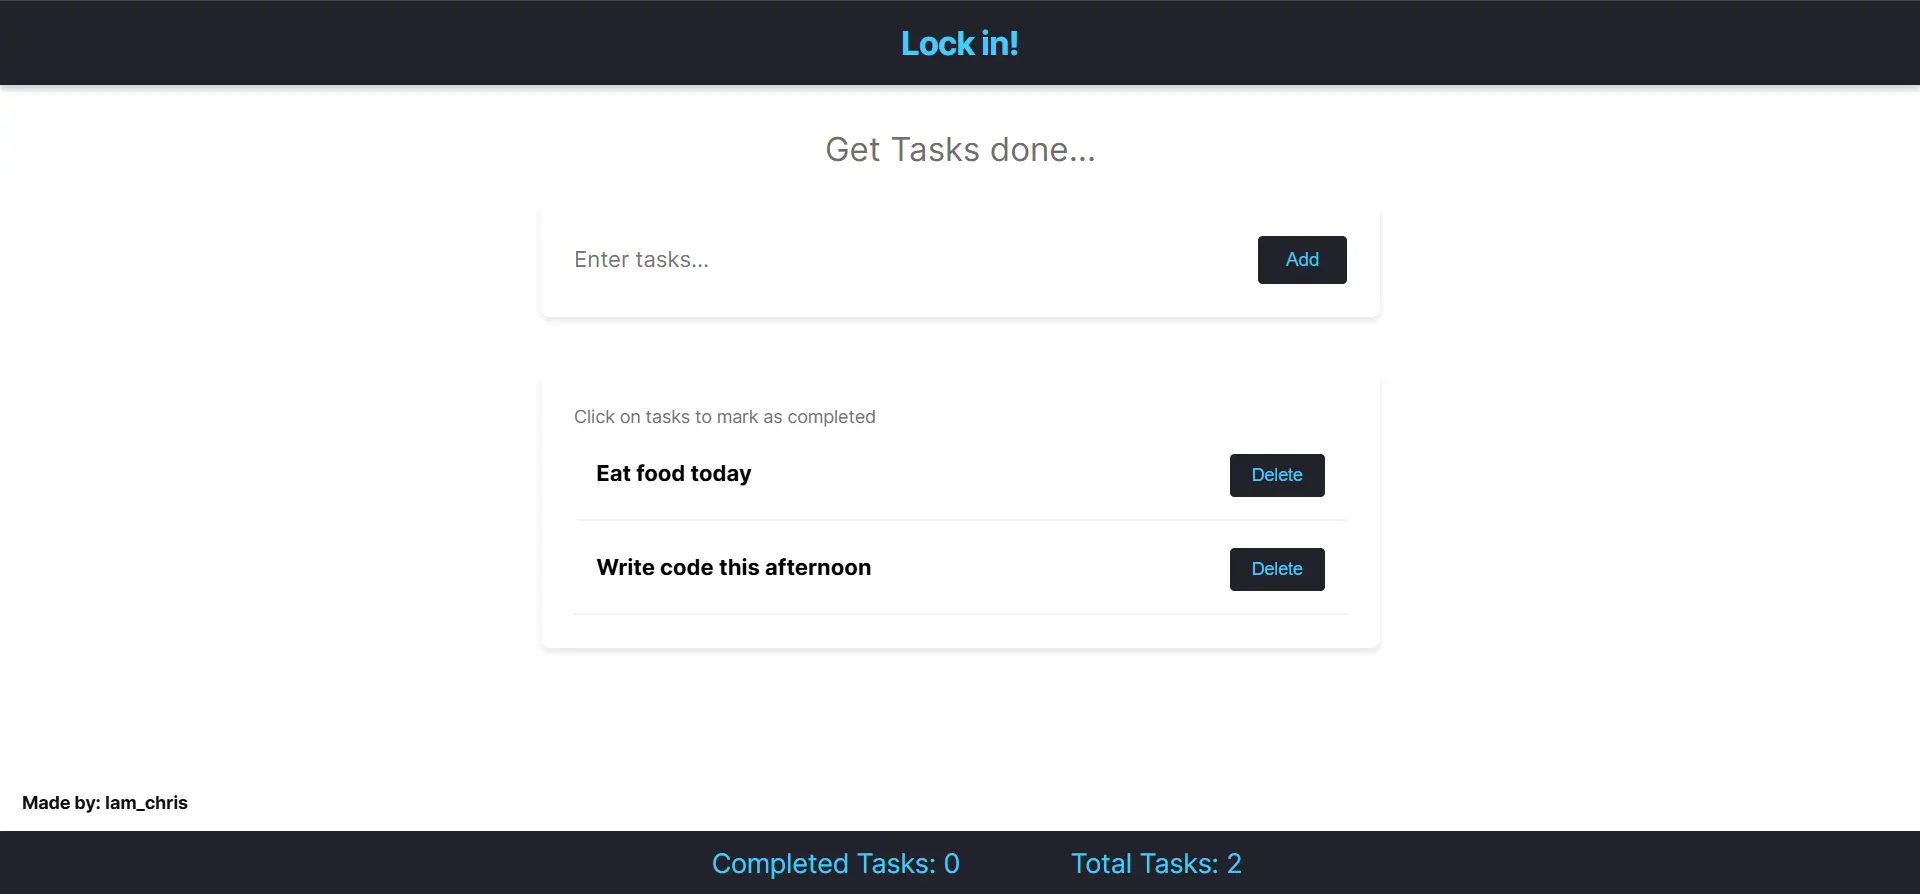 Lock in!
Get Tasks done...
Enter tasks...
Add
Click on tasks to mark as completed
Eat food today
Delete
Write code this afternoon
Delete
Made by: Iam_chris
Completed Tasks: 0
Total Tasks: 2